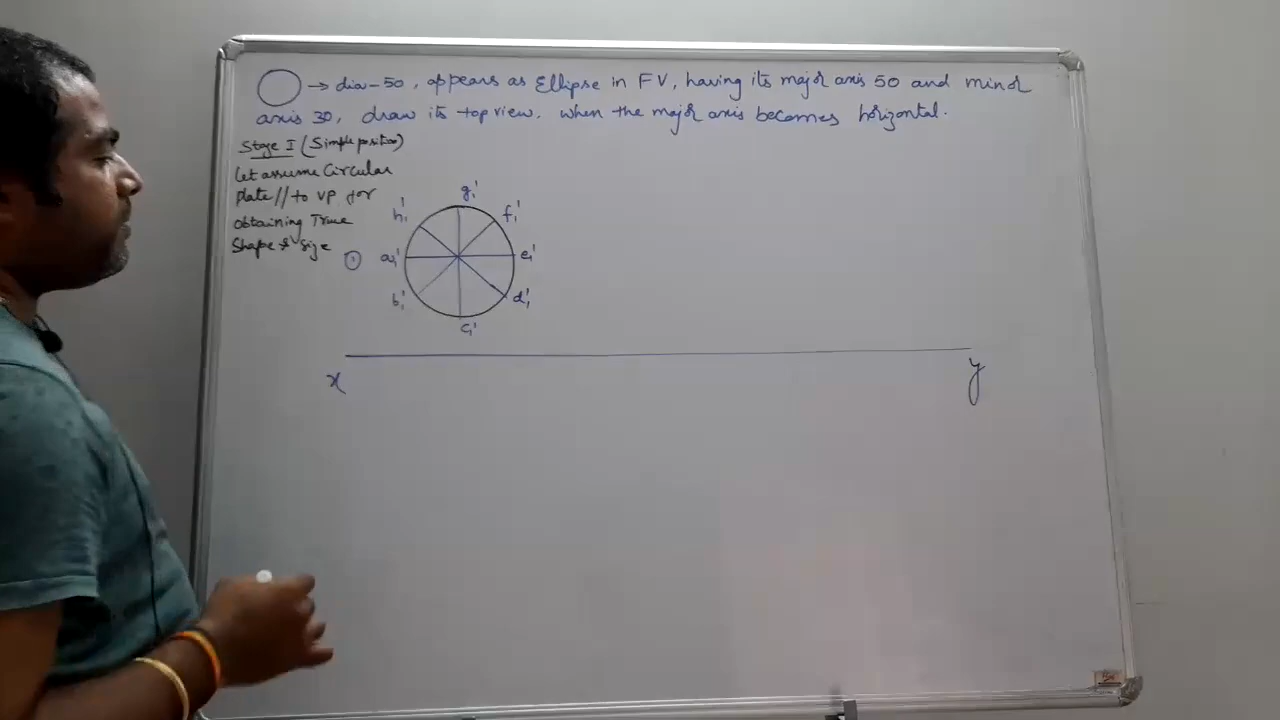 → dia-50, appears as Ellipse in FV, having its major axis 50 and minor
axis 30, draw its top view. when the major axis becomes horizontal.
Stage I (Simple position)
Let assume Circular
plate // to VP for
obtaining True
Shape & Size
①
g₁'
h₁'
f₁'
a₁'
e₁'
b₁'
d₁'
c₁'
x
y